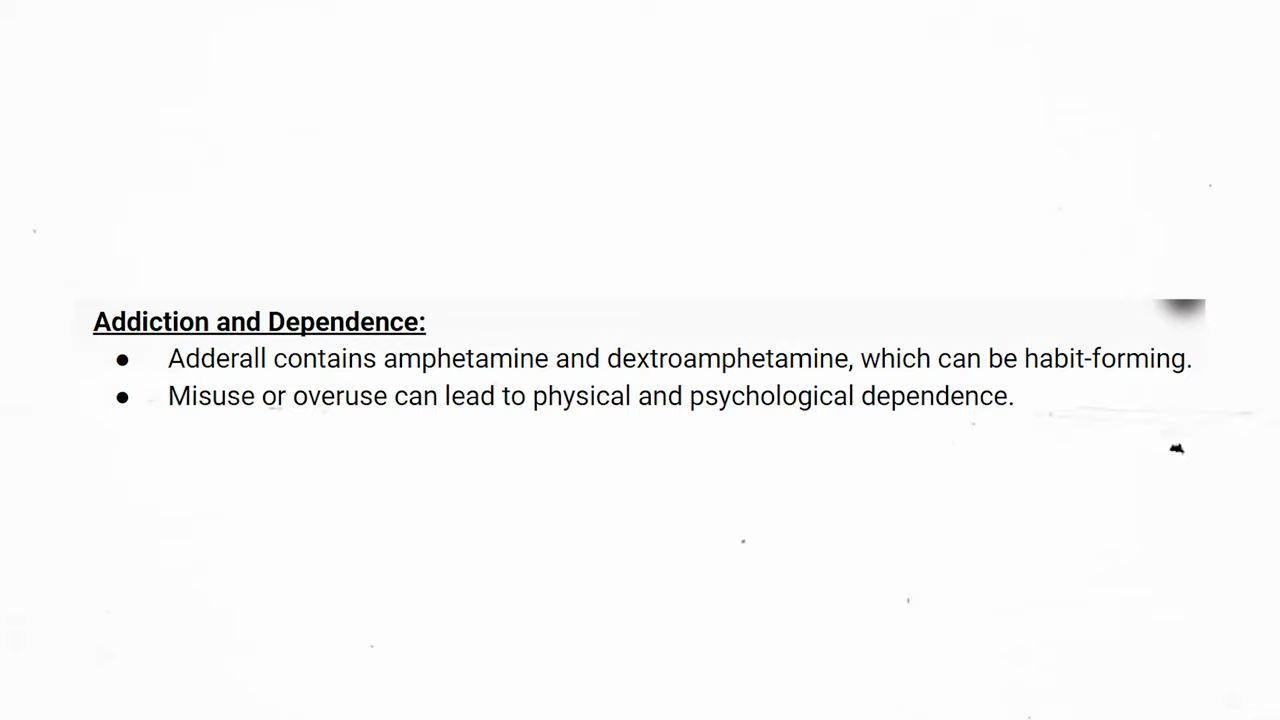 Addiction and Dependence:
● Adderall contains amphetamine and dextroamphetamine, which can be habit-forming.
● Misuse or overuse can lead to physical and psychological dependence.